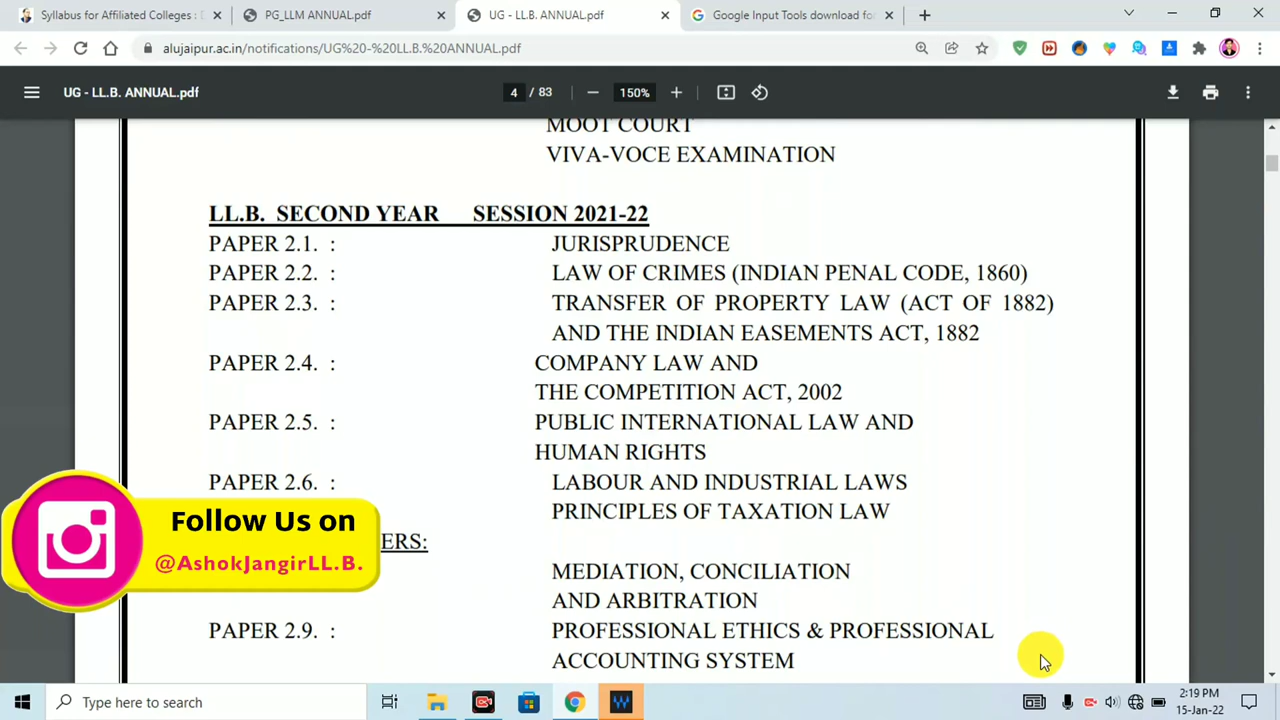 Syllabus for Affiliated Colleges : D
PG_LLM ANNUAL.pdf
UG - LL.B. ANNUAL.pdf
Google Input Tools download for
alujaipur.ac.in/notifications/UG%20-%20LL.B.%20ANNUAL.pdf
UG - LL.B. ANNUAL.pdf
4 / 83
150%
MOOT COURT
VIVA-VOCE EXAMINATION
LL.B. SECOND YEAR SESSION 2021-22
PAPER 2.1. : JURISPRUDENCE
PAPER 2.2. : LAW OF CRIMES (INDIAN PENAL CODE, 1860)
PAPER 2.3. : TRANSFER OF PROPERTY LAW (ACT OF 1882)
AND THE INDIAN EASEMENTS ACT, 1882
PAPER 2.4. : COMPANY LAW AND
THE COMPETITION ACT, 2002
PAPER 2.5. : PUBLIC INTERNATIONAL LAW AND
HUMAN RIGHTS
PAPER 2.6. : LABOUR AND INDUSTRIAL LAWS
PRINCIPLES OF TAXATION LAW
Follow Us on
@AshokJangirLL.B.
ERS:
MEDIATION, CONCILIATION
AND ARBITRATION
PAPER 2.9. : PROFESSIONAL ETHICS & PROFESSIONAL
ACCOUNTING SYSTEM
Type here to search
2:19 PM
15-Jan-22